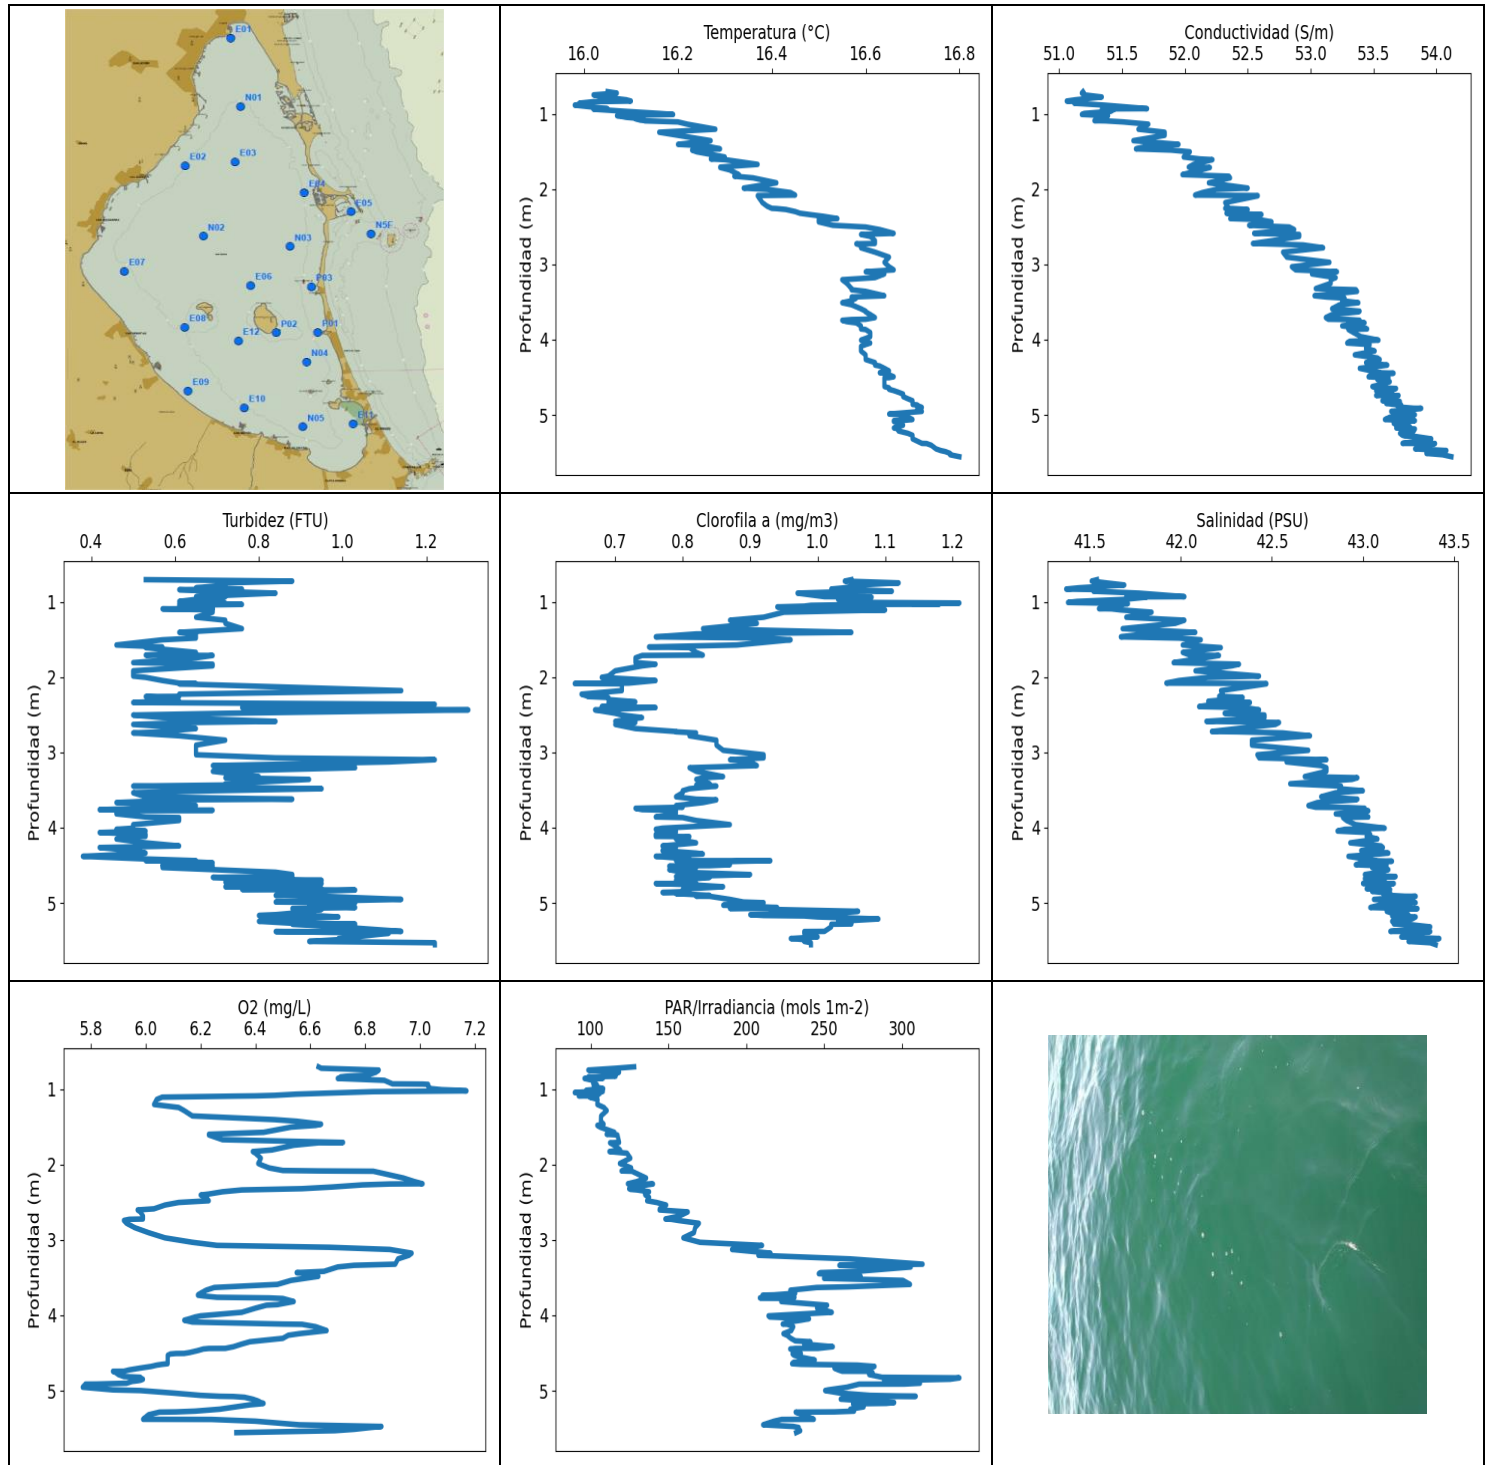 E01
N01
E02
E03
E04
E05
N5F
N02
N03
E07
E06
P03
E08
E12
P02
P01
N04
E09
E10
N05
E11
Temperatura (°C)
16.0 16.2 16.4 16.6 16.8
Profundidad (m)
1
2
3
4
5
Conductividad (S/m)
51.0 51.5 52.0 52.5 53.0 53.5 54.0
Profundidad (m)
1
2
3
4
5
Turbidez (FTU)
0.4 0.6 0.8 1.0 1.2
Profundidad (m)
1
2
3
4
5
Clorofila a (mg/m3)
0.7 0.8 0.9 1.0 1.1 1.2
Profundidad (m)
1
2
3
4
5
Salinidad (PSU)
41.5 42.0 42.5 43.0 43.5
Profundidad (m)
1
2
3
4
5
O2 (mg/L)
5.8 6.0 6.2 6.4 6.6 6.8 7.0 7.2
Profundidad (m)
1
2
3
4
5
PAR/Irradiancia (mols 1m-2)
100 150 200 250 300
Profundidad (m)
1
2
3
4
5